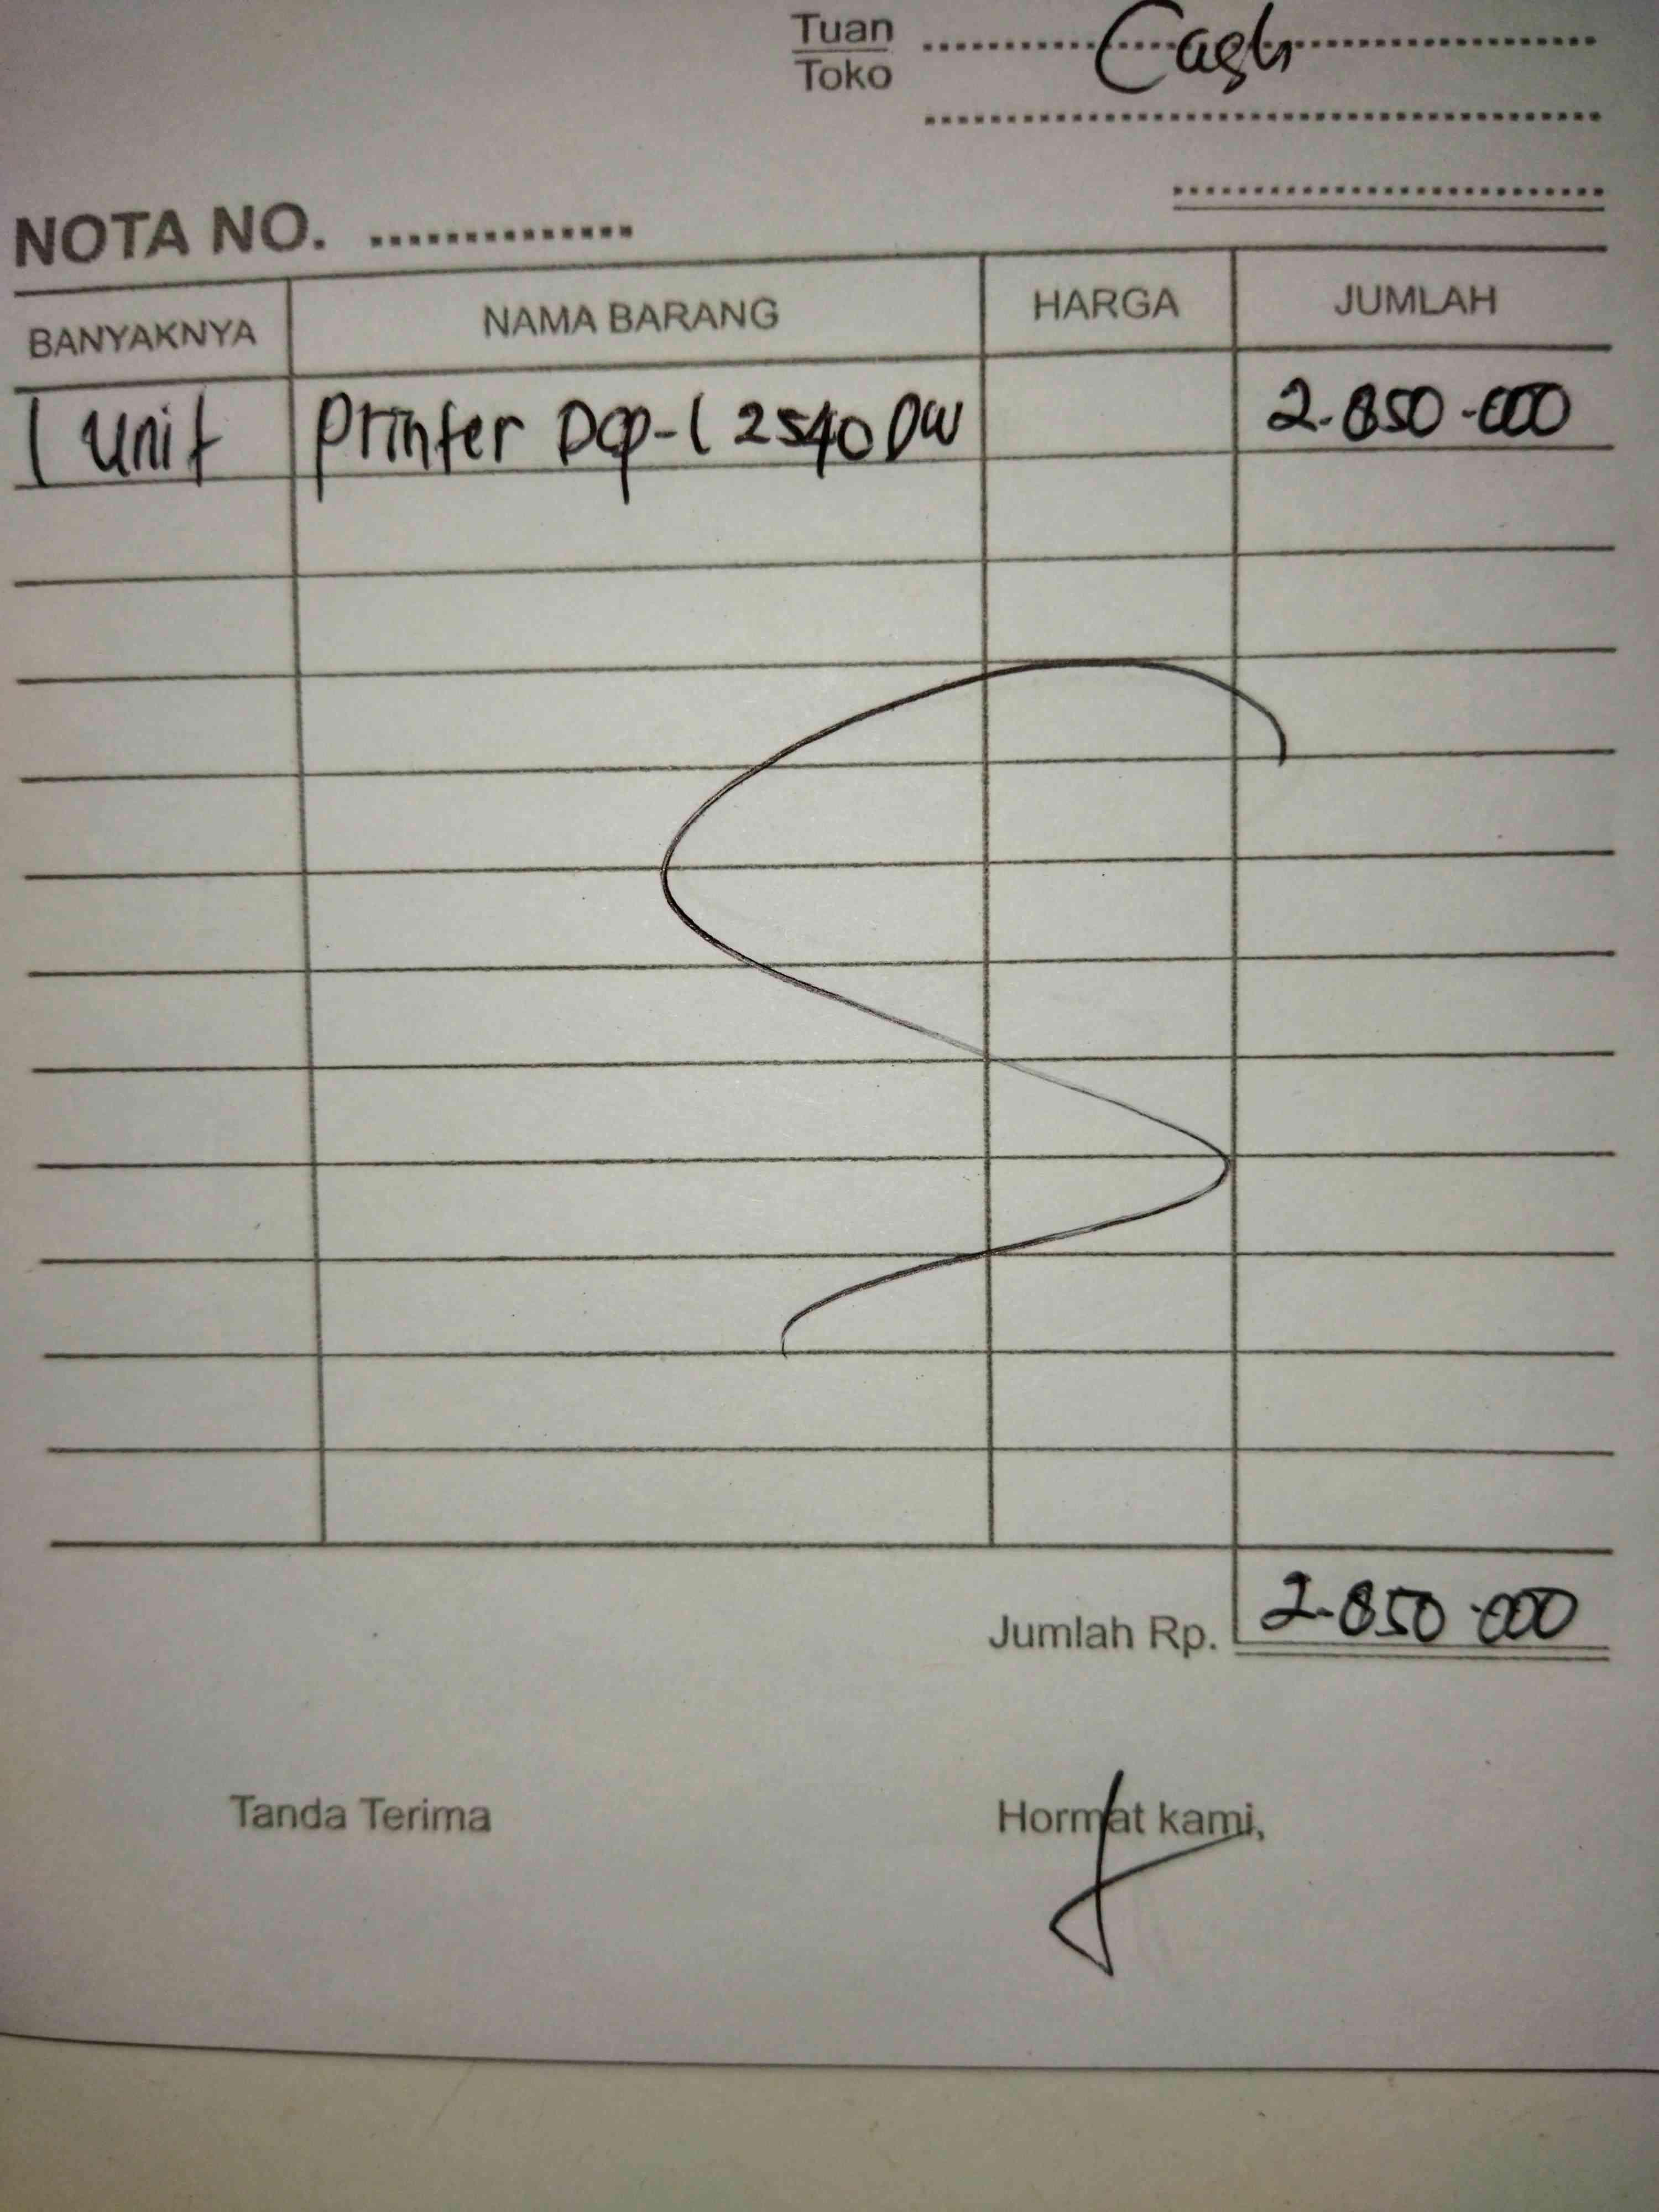 Tuan Cash
Toko
NOTA NO. ..............
BANYAKNYA NAMA BARANG HARGA JUMLAH
1 Unit Printer Dcp-L 2540 DW 2.850.000
Jumlah Rp. 2.850.000
Tanda Terima Hormat kami,